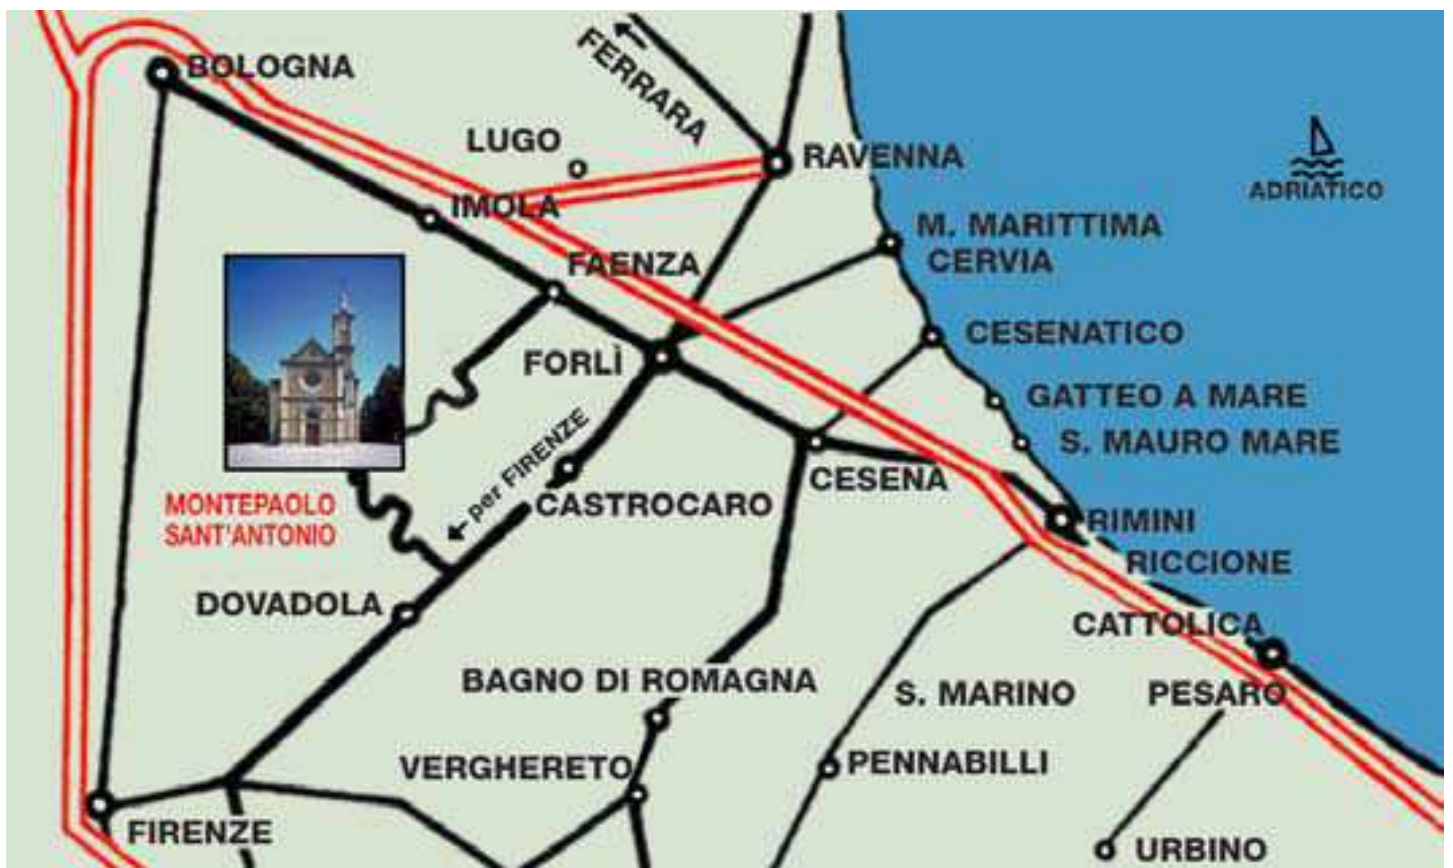 BOLOGNA
FERRARA
LUGO
RAVENNA
ADRIATICO
IMOLA
M. MARITTIMA
CERVIA
FAENZA
CESENATICO
FORLÌ
GATTEO A MARE
S. MAURO MARE
per FIRENZE
CESENA
CASTROCARO
MONTEPAOLO
SANT'ANTONIO
RIMINI
RICCIONE
DOVADOLA
CATTOLICA
BAGNO DI ROMAGNA
S. MARINO
PESARO
VERGHERETO
PENNABILLI
FIRENZE
URBINO